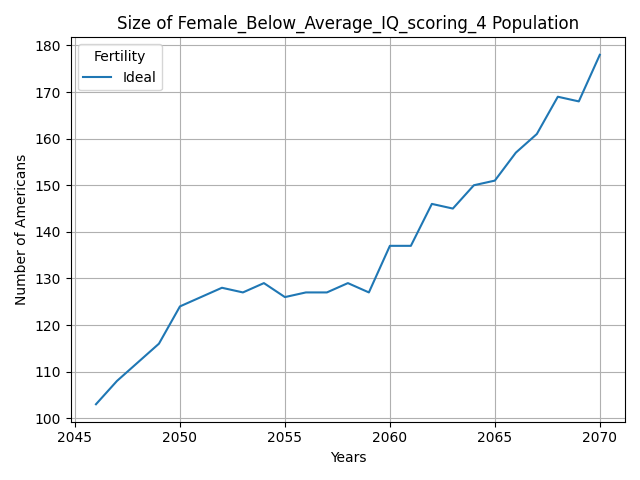 Size of Female_Below_Average_IQ_scoring_4 Population
Fertility
Ideal
Number of Americans
180
170
160
150
140
130
120
110
100
2045 2050 2055 2060 2065 2070
Years